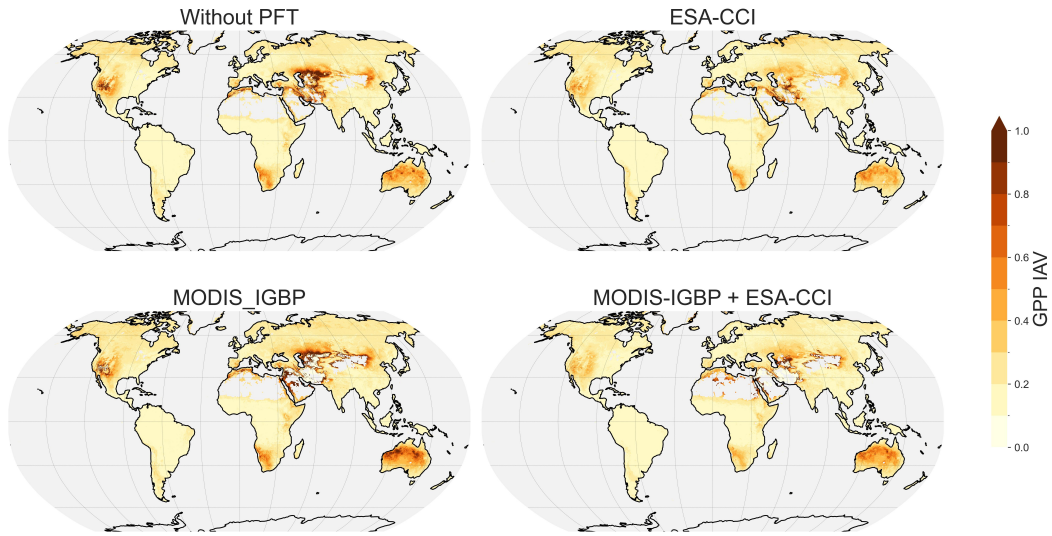 Without PFT
ESA-CCI
MODIS_IGBP
MODIS-IGBP + ESA-CCI
1.0
0.8
0.6
0.4
0.2
0.0
GPP IAV